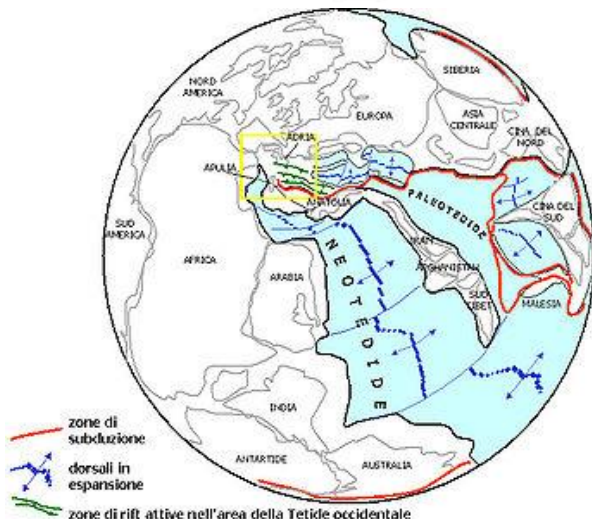 SIBERIA
NORD
AMERICA
EUROPA
ASIA
CENTRALE
CINA DEL
NORD
ADRIA
APULIA
ANATOLIA
PALEOTEDIDE
CINA DEL
SUD
SUD
AMERICA
AFRICA
ARABIA
IRAN
AFGHANISTAN
SUD
TIBET
MALESIA
NEOTEDIDE
INDIA
ANTARTIDE
AUSTRALIA
zone di
subduzione
dorsali in
espansione
zone di rift attive nell'area della Tetide occidentale